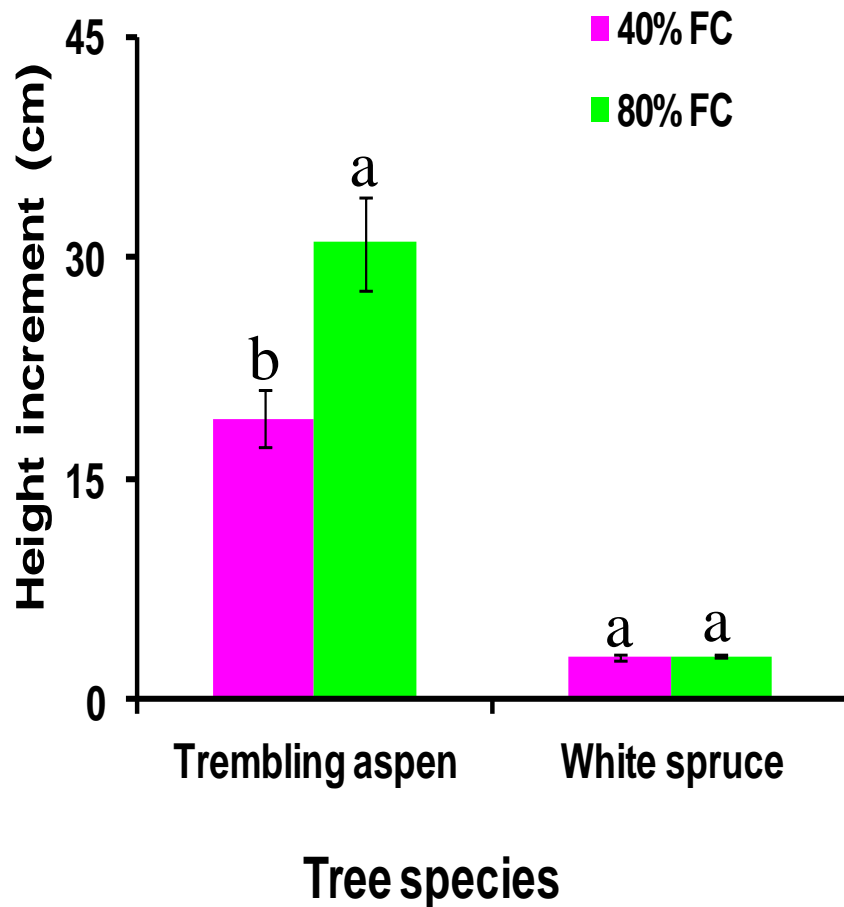 Height increment (cm)
45
30
15
0
40% FC
80% FC
b
a
a
a
Trembling aspen
White spruce
Tree species